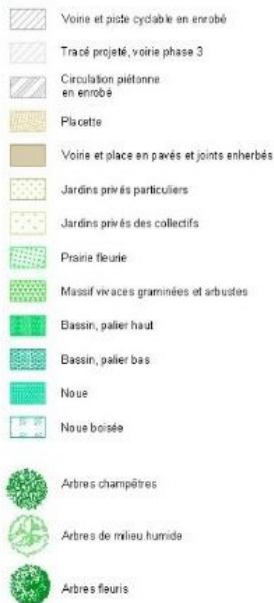 Voirie et piste cyclable en enrobé
Tracé projeté, voirie phase 3
Circulation piétonne
en enrobé
Placette
Voirie et place en pavés et joints enherbés
Jardins privés particuliers
Jardins privés des collectifs
Prairie fleurie
Massif vivaces graminées et arbustes
Bassin, palier haut
Bassin, palier bas
Noue
Noue boisée
Arbres champêtres
Arbres de milieu humide
Arbres fleuris